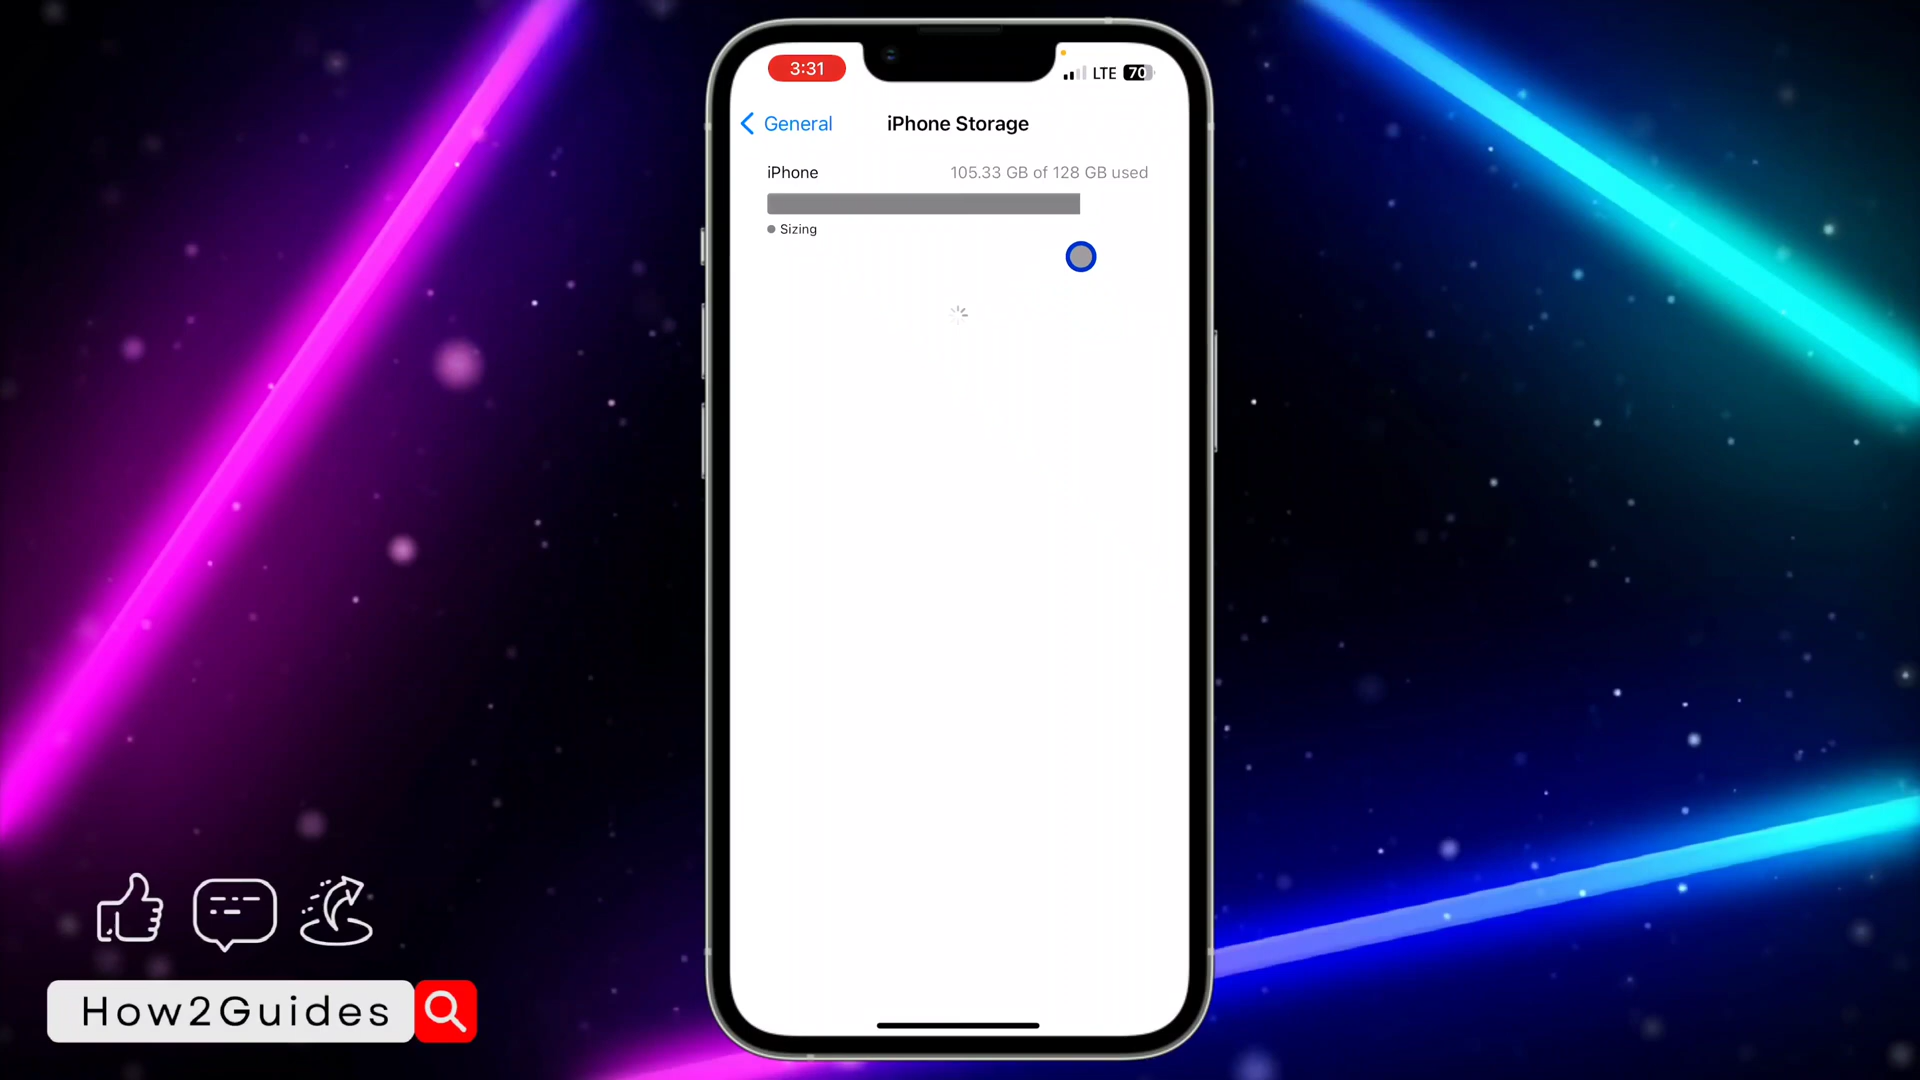 3:31
LTE 70
General
iPhone Storage
iPhone
105.33 GB of 128 GB used
Sizing
How2Guides